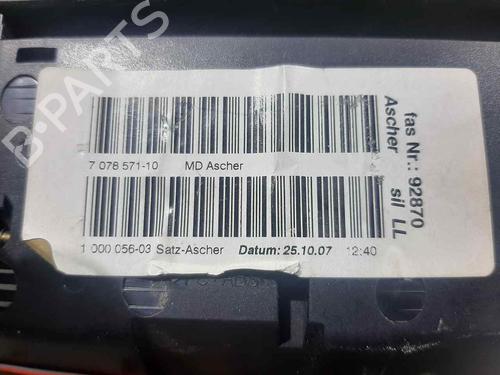 B-PARTS
7 078 571-10 MD Ascher
1 000 056-03 Satz-Ascher Datum: 25.10.07 12:40
fas Nr.: 92870
Ascher sil LL